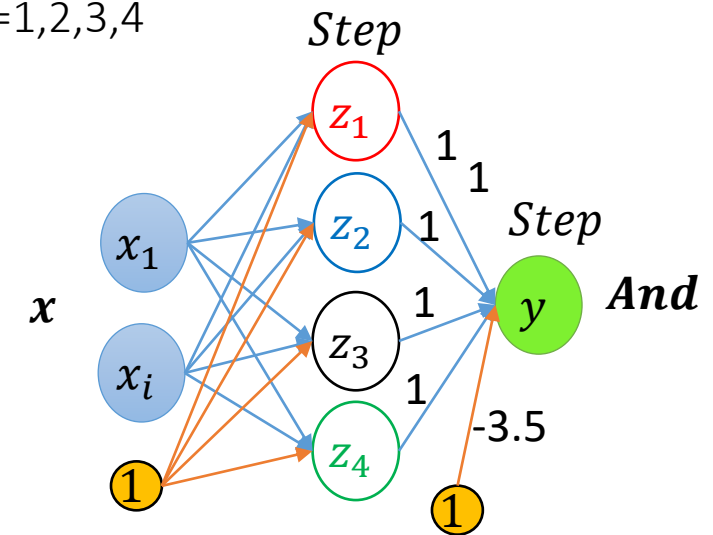 =1,2,3,4
Step
z₁
1
1
z₂
1
Step
x₁
x
y
And
z₃
1
xᵢ
1
-3.5
z₄
1
1